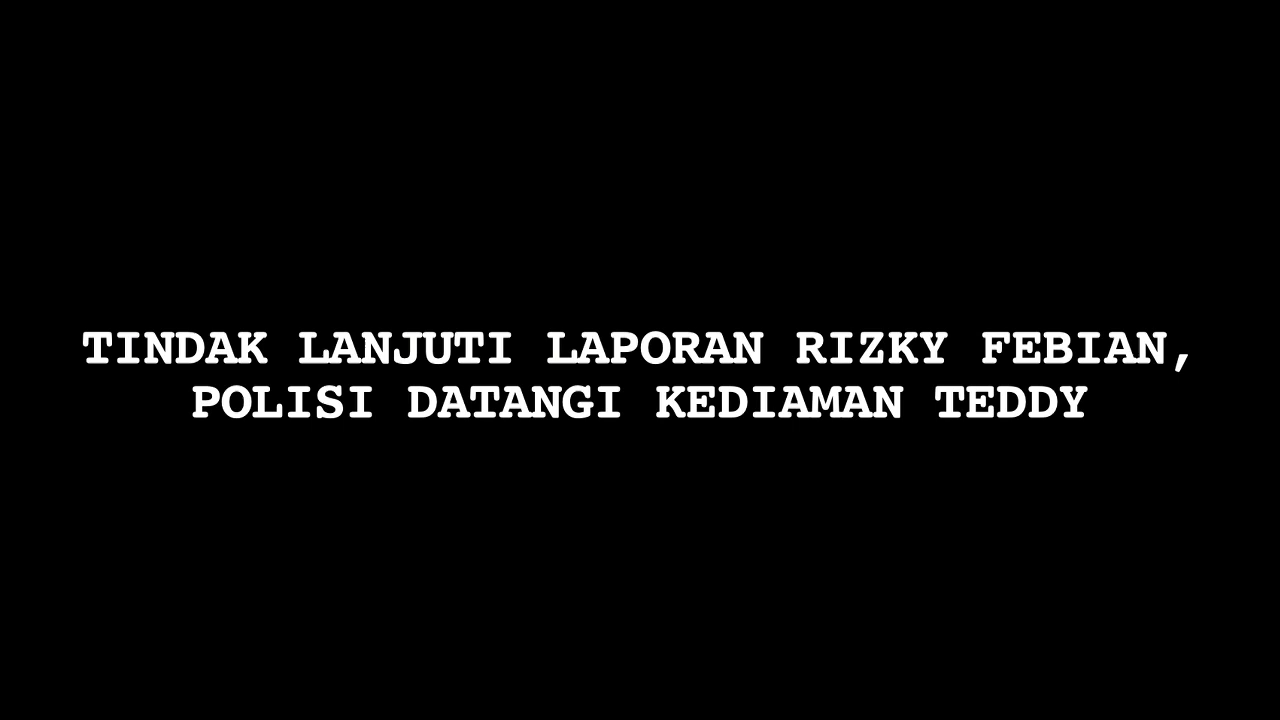 TINDAK LANJUTI LAPORAN RIZKY FEBIAN,
POLISI DATANGI KEDIAMAN TEDDY